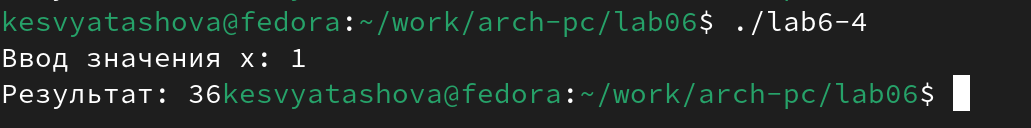 kesvyatashova@fedora:~/work/arch-pc/lab06$ ./lab6-4
Ввод значения x: 1
Результат: 36kesvyatashova@fedora:~/work/arch-pc/lab06$